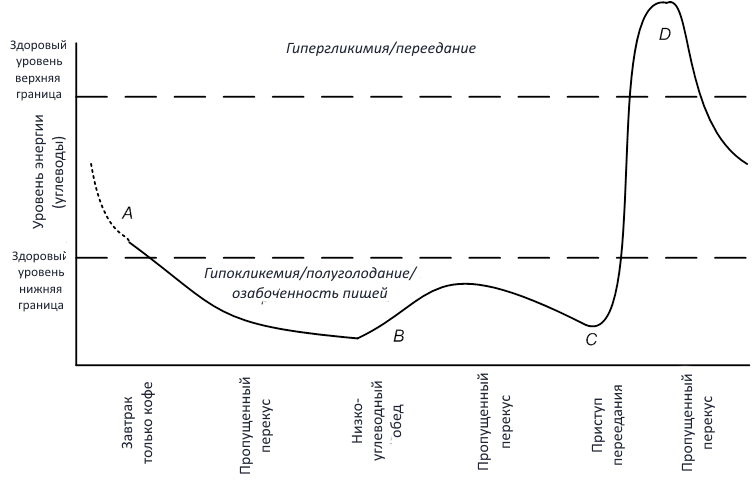 Здоровый
уровень
верхняя
граница
Гипергликимия/переедание
Уровень энергии
(углеводы)
A
D
Здоровый
уровень
нижняя
граница
Гипокликемия/полуголодание/
озабоченность пищей
B
C
Завтрак
только кофе
Пропущенный
перекус
Низко-
углеводный
обед
Пропущенный
перекус
Приступ
переедания
Пропущенный
перекус